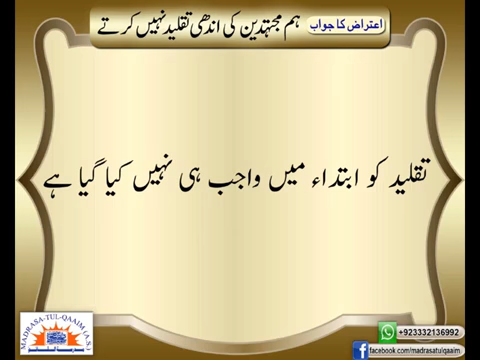 اعتراض کا جواب ہم مجتہدین کی اندھی تقلید نہیں کرتے
تقلید کو ابتداء میں واجب ہی نہیں کیا گیا ہے
MADRASA-TUL-QAAIM (A.S.)
+923332136992
facebook.com/madrasatulqaaim